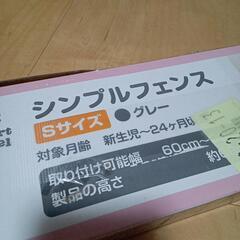 シンプルフェンス
Sサイズ グレー
対象月齢 新生児~24ヶ月
取り付け可能幅 60cm~
製品の高さ 約